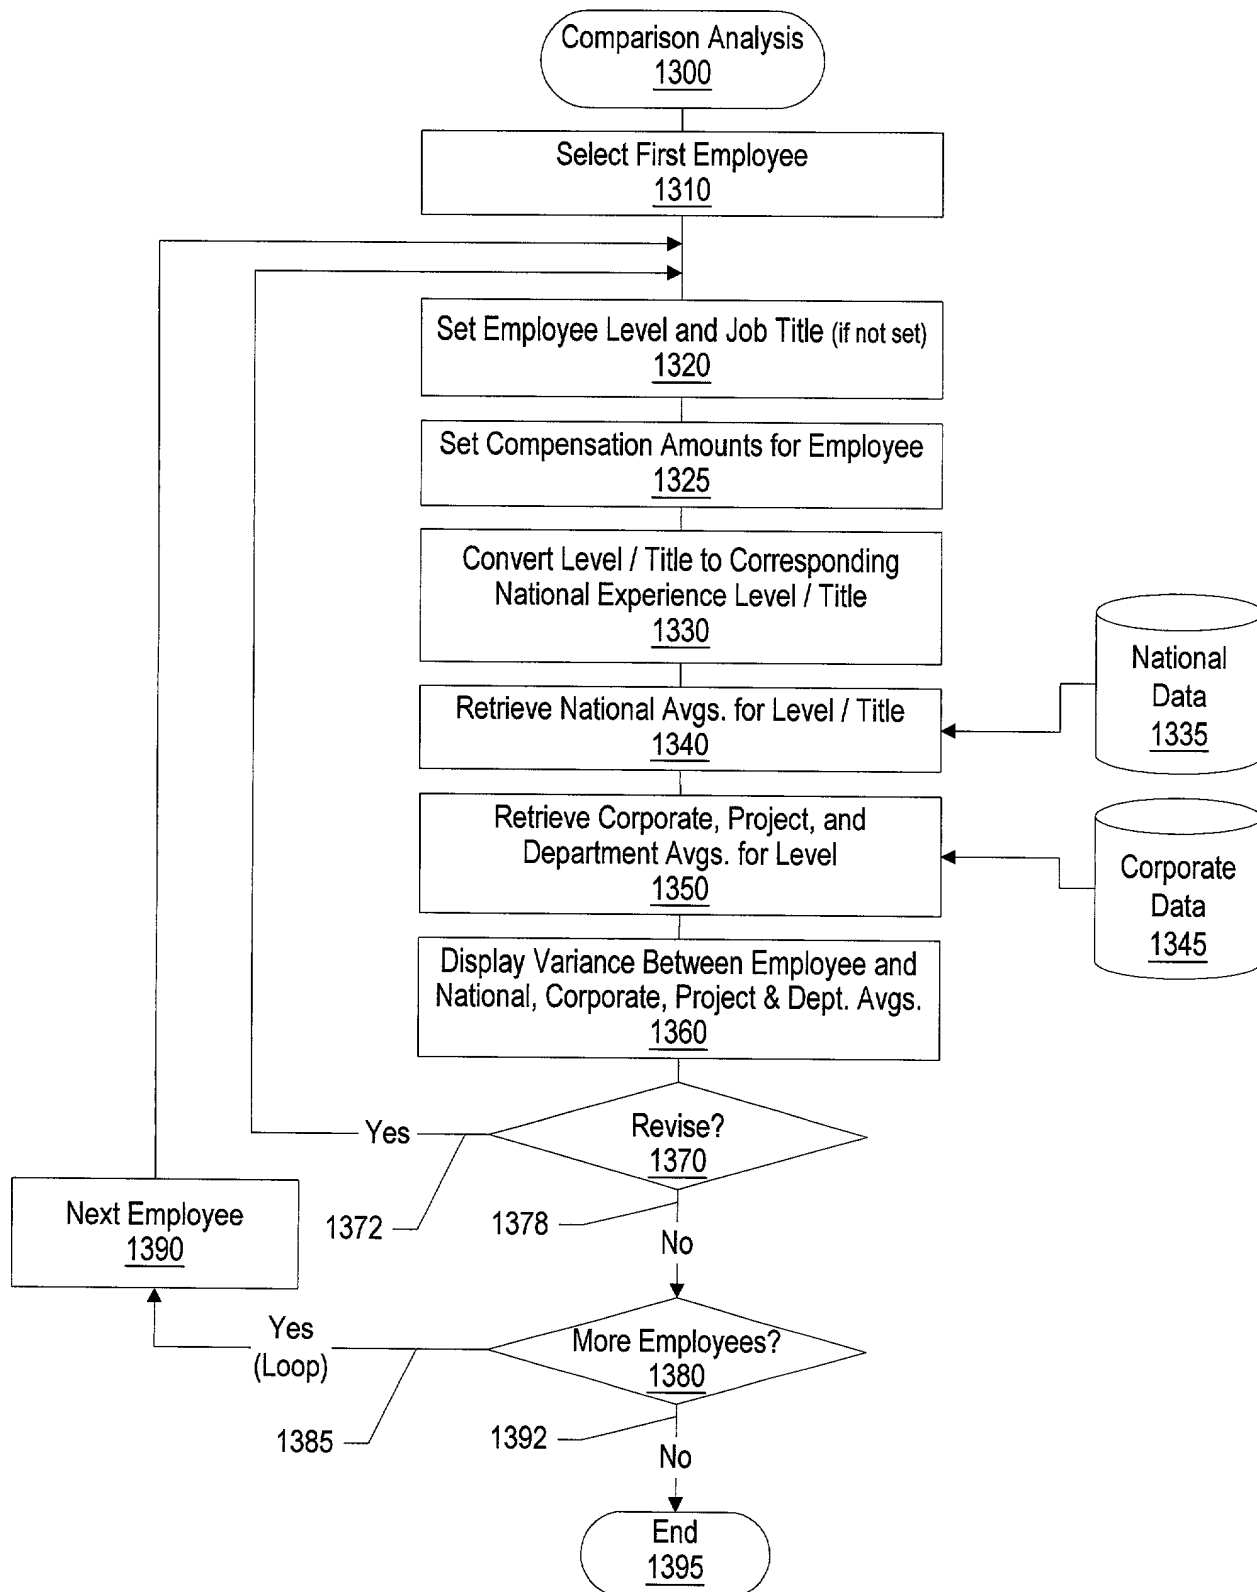 Comparison Analysis
1300
Select First Employee
1310
Set Employee Level and Job Title (if not set)
1320
Set Compensation Amounts for Employee
1325
Convert Level / Title to Corresponding
National Experience Level / Title
1330
National
Data
1335
Retrieve National Avgs. for Level / Title
1340
Retrieve Corporate, Project, and
Department Avgs. for Level
1350
Corporate
Data
1345
Display Variance Between Employee and
National, Corporate, Project & Dept. Avgs.
1360
Revise?
1370
Yes
1372
1378
No
Next Employee
1390
More Employees?
1380
Yes
(Loop)
1385
1392
No
End
1395